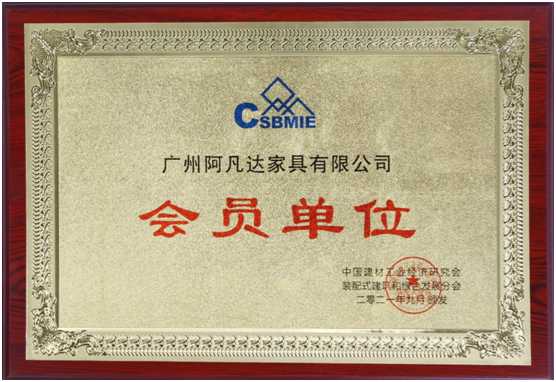 CSBMIE
广州阿凡达家具有限公司
会员单位
中国建材工业经济研究会
装配式建筑和绿色发展分会
二〇二一年九月颁发